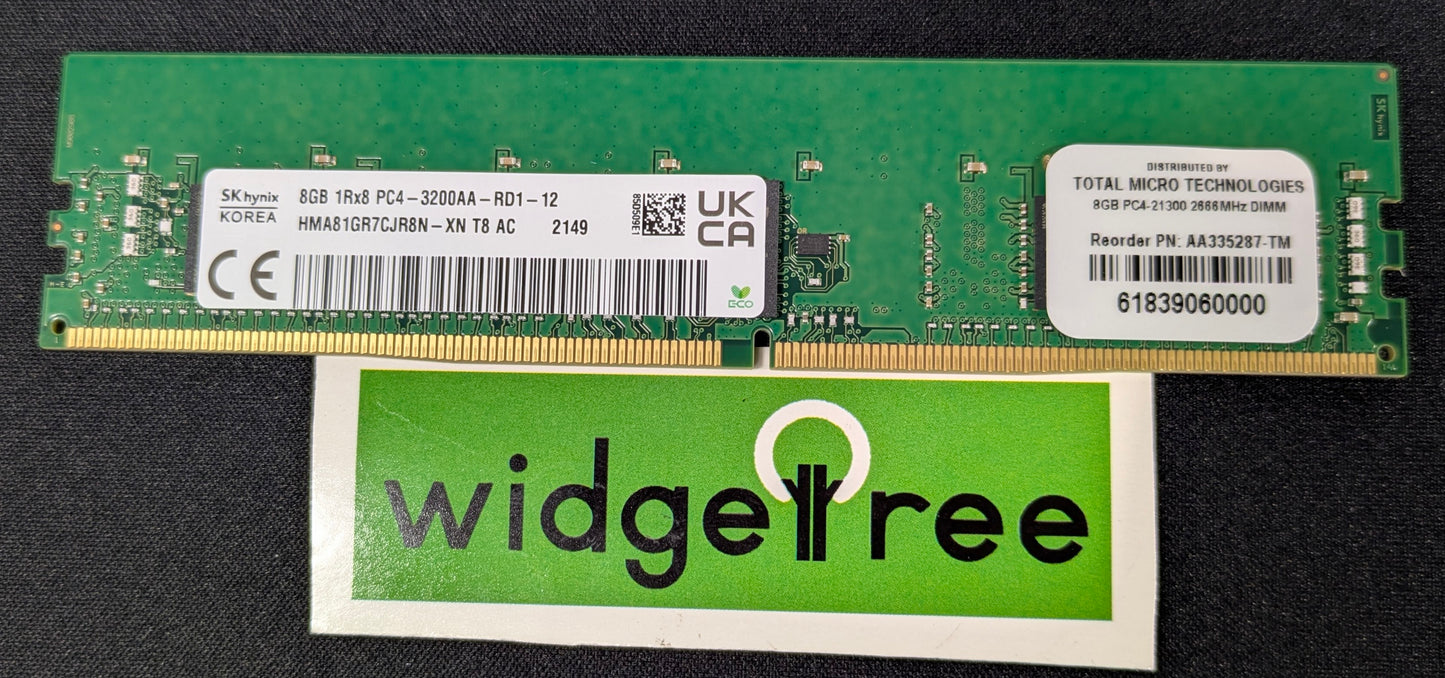 SK hynix
KOREA
8GB 1Rx8 PC4-3200AA-RD1-12
HMA81GR7CJR8N-XN T8 AC 2149
CE
UK
CA
ECO
SK hynix
DISTRIBUTED BY
TOTAL MICRO TECHNOLOGIES
8GB PC4-21300 2666MHz DIMM
Reorder PN: AA335287-TM
61839060000
widgeTree